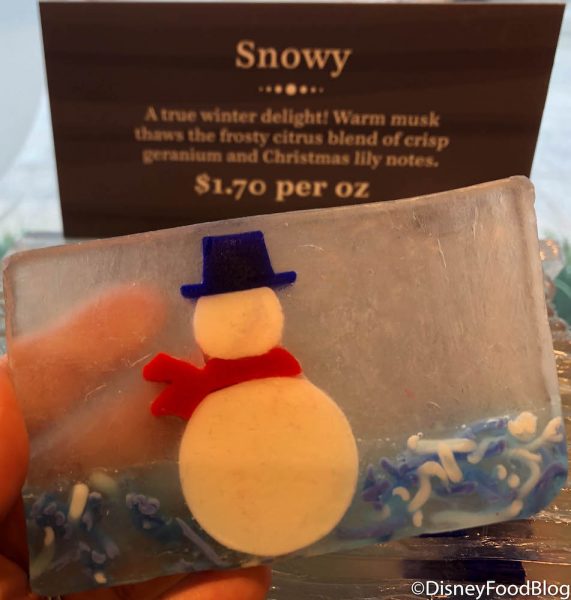 Snowy
A true winter delight! Warm musk
thaws the frosty citrus blend of crisp
geranium and Christmas lily notes.
$1.70 per oz
©DisneyFoodBlog